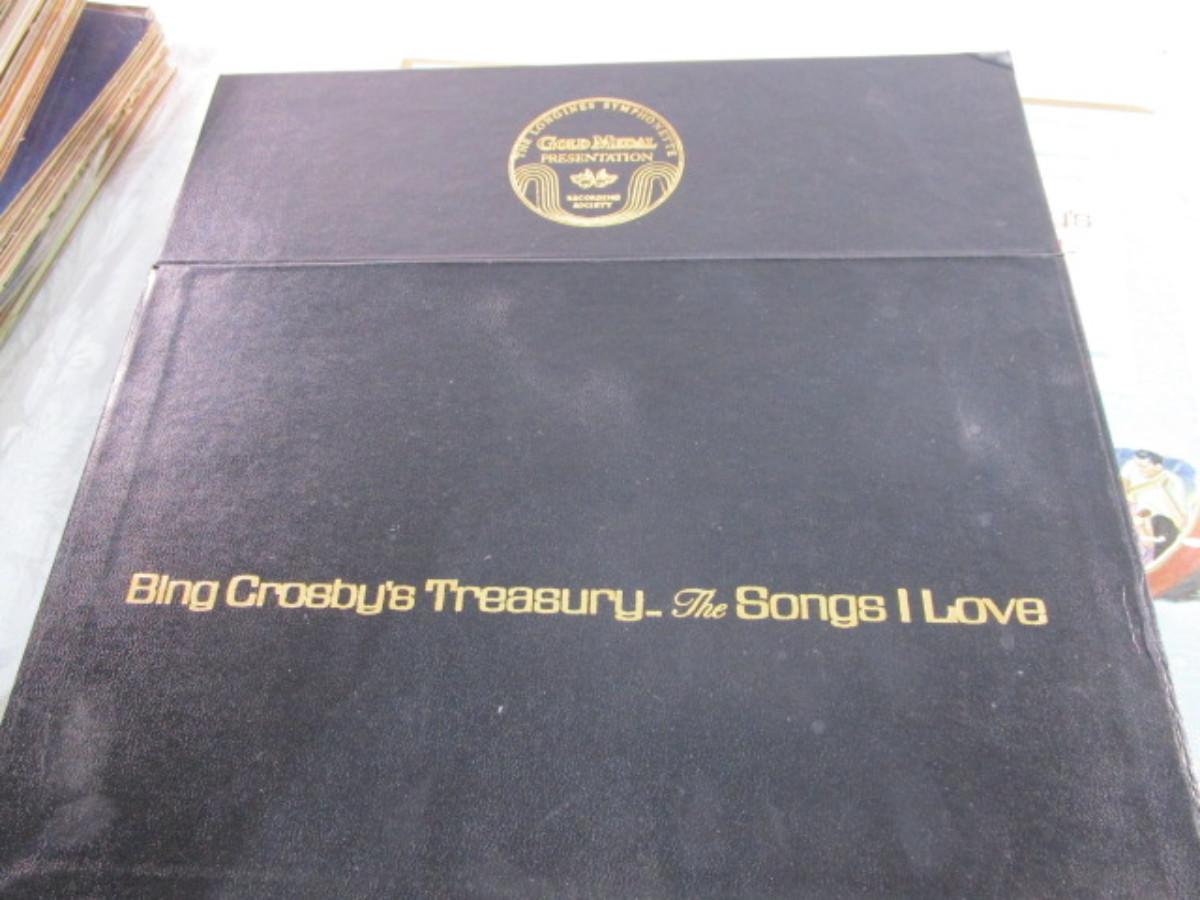 THE LONGINES SYMPHONETTE
GOLD MEDAL
PRESENTATION
RECORDING
SOCIETY
Bing Crosby's Treasury_ The Songs I Love